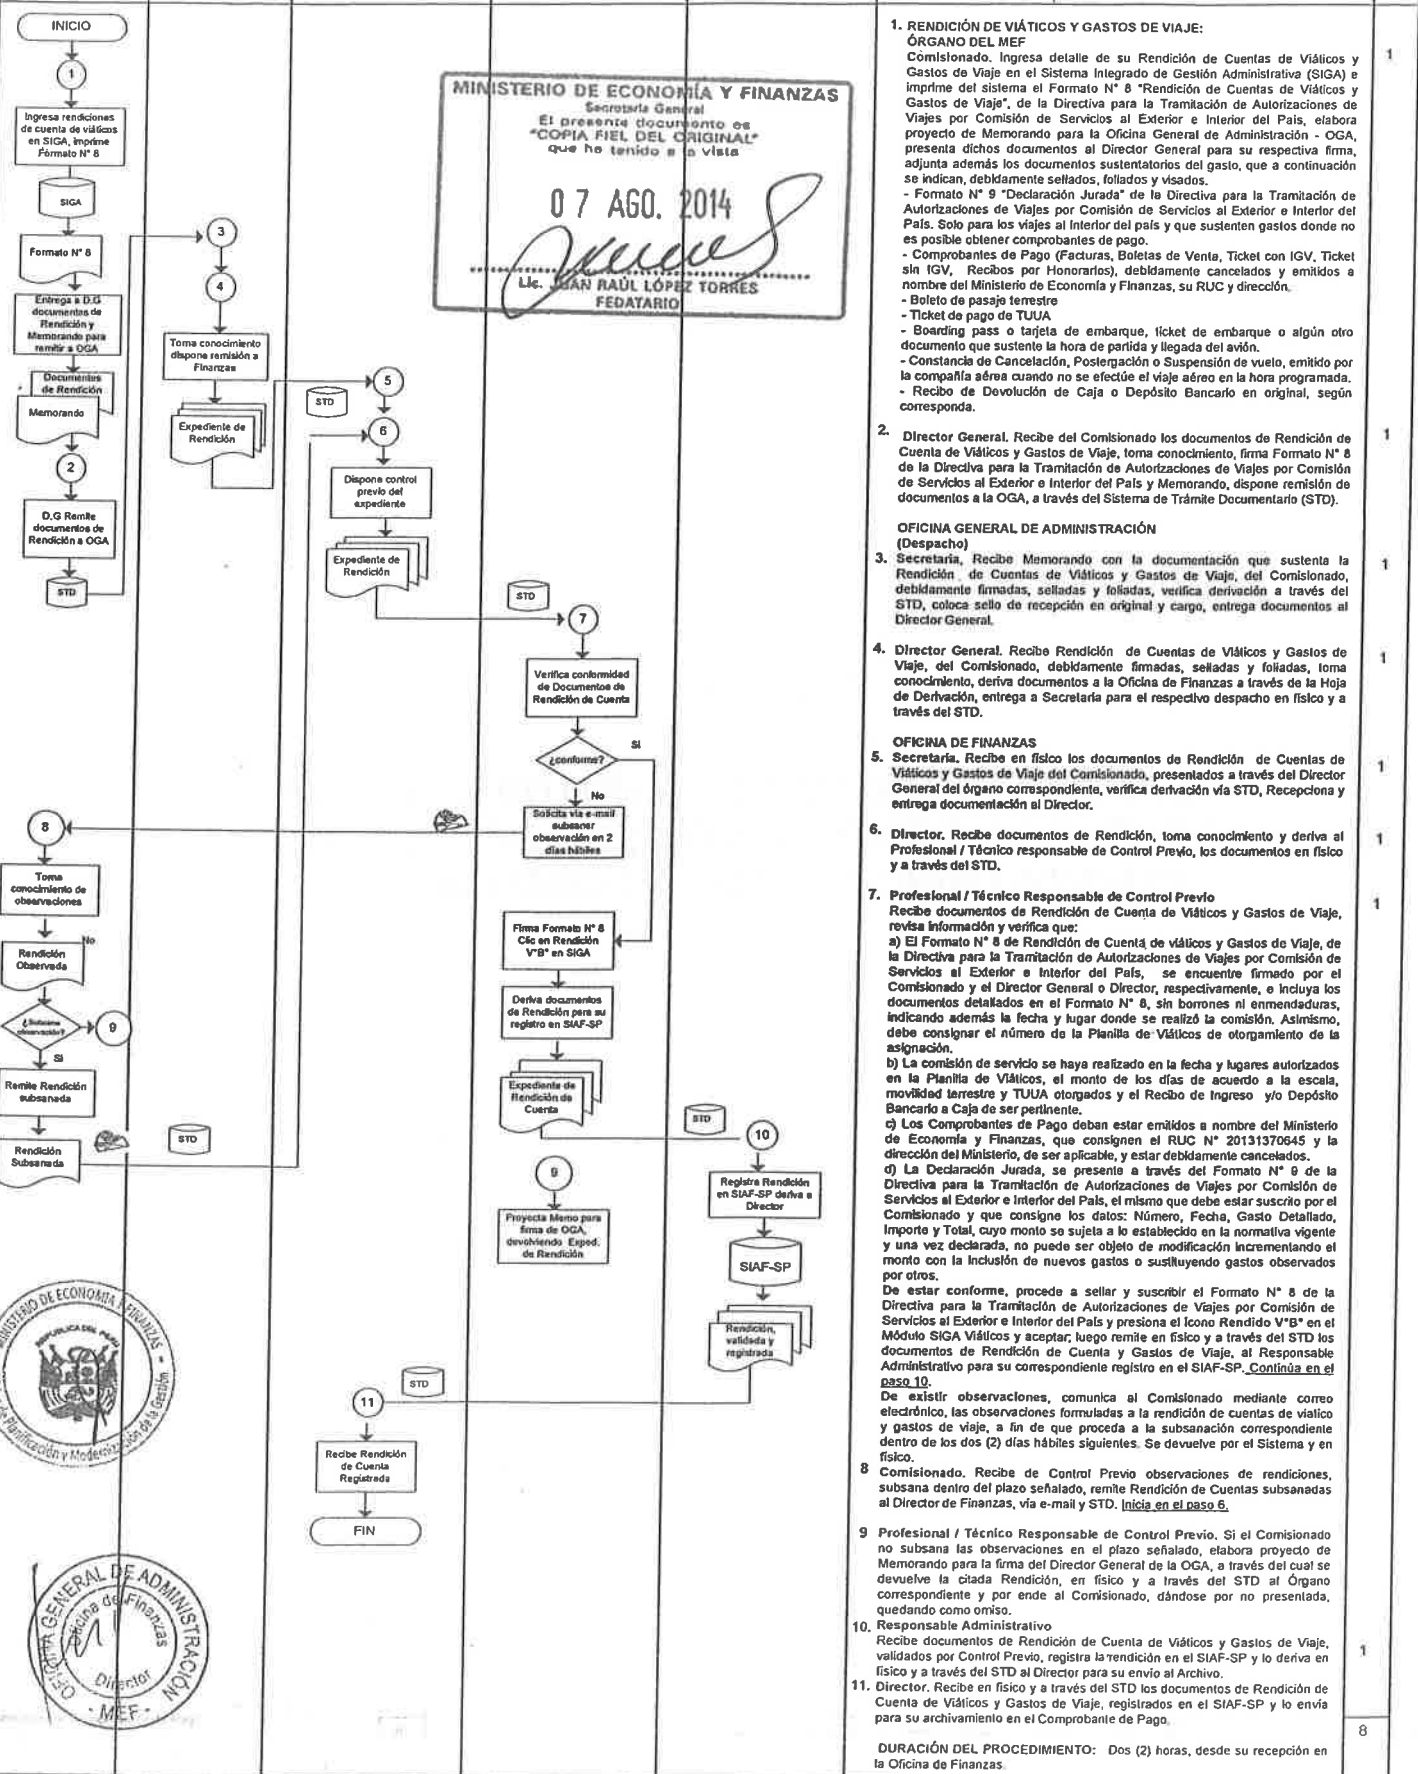 INICIO
1
Ingresa rendiciones
de cuenta de viáticos
en SIGA, imprime
Formato N° 8
SIGA
Formato N° 8
Entrega a D.G
documentos de
Rendición y
Memorando para
remitir a OGA
Documentos
de Rendición
Memorando
2
D.G Remite
documentos de
Rendición a OGA
STD
3
4
Toma conocimiento
dispone remisión a
Finanzas
Expediente de
Rendición
STD
5
6
Dispone control
previo del
expediente
Expediente de
Rendición
STD
7
Verifica conformidad
de Documentos de
Rendición de Cuenta
¿conforme?
Si
No
Solicita vía e-mail
subsanar
observación en 2
días hábiles
8
Toma
conocimiento de
observaciones
No
Rendición
Observada
¿Subsana
observación?
9
Si
Remite Rendición
subsanada
Rendición
Subsanada
STD
Firma Formato N° 8
Clic en Rendición
V°B° en SIGA
Deriva documentos
de Rendición para su
registro en SIAF-SP
Expediente de
Rendición de
Cuenta
STD
9
Proyecta Memo para
firma de OGA,
devolviendo Exped.
de Rendición
10
Registra Rendición
en SIAF-SP deriva a
Director
SIAF-SP
Rendición,
validada y
registrada
STD
11
Recibe Rendición
de Cuenta
Registrada
FIN
MINISTERIO DE ECONOMÍA Y FINANZAS
Secretaría General
El presente documento es
"COPIA FIEL DEL ORIGINAL"
que he tenido a la vista
07 AGO. 2014
Lic. JUAN RAÚL LÓPEZ TORRES
FEDATARIO
MINISTERIO DE ECONOMIA Y FINANZAS
REPUBLICA DEL PERU
de Planificación y Modernización de la Gestión
OFICINA GENERAL DE ADMINISTRACIÓN
Oficina de Finanzas
Director
- MEF -
1. RENDICIÓN DE VIÁTICOS Y GASTOS DE VIAJE:
ÓRGANO DEL MEF
Comisionado. Ingresa detalle de su Rendición de Cuentas de Viáticos y
Gastos de Viaje en el Sistema Integrado de Gestión Administrativa (SIGA) e
imprime del sistema el Formato N° 8 "Rendición de Cuentas de Viáticos y
Gastos de Viaje", de la Directiva para la Tramitación de Autorizaciones de
Viajes por Comisión de Servicios al Exterior e Interior del País, elabora
proyecto de Memorando para la Oficina General de Administración - OGA,
presenta dichos documentos al Director General para su respectiva firma,
adjunta además los documentos sustentatorios del gasto, que a continuación
se indican, debidamente sellados, foliados y visados.
- Formato N° 9 "Declaración Jurada" de la Directiva para la Tramitación de
Autorizaciones de Viajes por Comisión de Servicios al Exterior e Interior del
País. Solo para los viajes al Interior del país y que sustenten gastos donde no
es posible obtener comprobantes de pago.
- Comprobantes de Pago (Facturas, Boletas de Venta, Ticket con IGV, Ticket
sin IGV, Recibos por Honorarios), debidamente cancelados y emitidos a
nombre del Ministerio de Economía y Finanzas, su RUC y dirección.
- Boleto de pasaje terrestre
- Ticket de pago de TUUA
- Boarding pass o tarjeta de embarque, ticket de embarque o algún otro
documento que sustente la hora de partida y llegada del avión.
- Constancia de Cancelación, Postergación o Suspensión de vuelo, emitido por
la compañía aérea cuando no se efectúe el viaje aéreo en la hora programada.
- Recibo de Devolución de Caja o Depósito Bancario en original, según
corresponda.
1
2. Director General. Recibe del Comisionado los documentos de Rendición de
Cuenta de Viáticos y Gastos de Viaje, toma conocimiento, firma Formato N° 8
de la Directiva para la Tramitación de Autorizaciones de Viajes por Comisión
de Servicios al Exterior e Interior del País y Memorando, dispone remisión de
documentos a la OGA, a través del Sistema de Trámite Documentario (STD).
1
OFICINA GENERAL DE ADMINISTRACIÓN
(Despacho)
3. Secretaria, Recibe Memorando con la documentación que sustenta la
Rendición de Cuentas de Viáticos y Gastos de Viaje, del Comisionado,
debidamente firmadas, selladas y foliadas, verifica derivación a través del
STD, coloca sello de recepción en original y cargo, entrega documentos al
Director General.
1
4. Director General. Recibe Rendición de Cuentas de Viáticos y Gastos de
Viaje, del Comisionado, debidamente firmadas, selladas y foliadas, toma
conocimiento, deriva documentos a la Oficina de Finanzas a través de la Hoja
de Derivación, entrega a Secretaria para el respectivo despacho en físico y a
través del STD.
1
OFICINA DE FINANZAS
5. Secretaria. Recibe en físico los documentos de Rendición de Cuentas de
Viáticos y Gastos de Viaje del Comisionado, presentados a través del Director
General del órgano correspondiente, verifica derivación vía STD, Recepciona y
entrega documentación al Director.
1
6. Director. Recibe documentos de Rendición, toma conocimiento y deriva al
Profesional / Técnico responsable de Control Previo, los documentos en físico
y a través del STD.
1
7. Profesional / Técnico Responsable de Control Previo
Recibe documentos de Rendición de Cuenta de Viáticos y Gastos de Viaje,
revisa información y verifica que:
a) El Formato N° 8 de Rendición de Cuenta de viáticos y Gastos de Viaje, de
la Directiva para la Tramitación de Autorizaciones de Viajes por Comisión de
Servicios al Exterior e Interior del País, se encuentre firmado por el
Comisionado y el Director General o Director, respectivamente, e incluya los
documentos detallados en el Formato N° 8, sin borrones ni enmendaduras,
indicando además la fecha y lugar donde se realizó la comisión. Asimismo,
debe consignar el número de la Planilla de Viáticos de otorgamiento de la
asignación.
b) La comisión de servicio se haya realizado en la fecha y lugares autorizados
en la Planilla de Viáticos, el monto de los días de acuerdo a la escala,
movilidad terrestre y TUUA otorgados y el Recibo de Ingreso y/o Depósito
Bancario a Caja de ser pertinente.
c) Los Comprobantes de Pago deban estar emitidos a nombre del Ministerio
de Economía y Finanzas, que consignen el RUC N° 20131370645 y la
dirección del Ministerio, de ser aplicable, y estar debidamente cancelados.
d) La Declaración Jurada, se presente a través del Formato N° 9 de la
Directiva para la Tramitación de Autorizaciones de Viajes por Comisión de
Servicios al Exterior e Interior del País, el mismo que debe estar suscrito por el
Comisionado y que consigne los datos: Número, Fecha, Gasto Detallado,
Importe y Total, cuyo monto se sujeta a lo establecido en la normativa vigente
y una vez declarada, no puede ser objeto de modificación incrementando el
monto con la inclusión de nuevos gastos o sustituyendo gastos observados
por otros.
De estar conforme, procede a sellar y suscribir el Formato N° 8 de la
Directiva para la Tramitación de Autorizaciones de Viajes por Comisión de
Servicios al Exterior e Interior del País y presiona el icono Rendido V°B° en el
Módulo SIGA Viáticos y aceptar, luego remite en físico y a través del STD los
documentos de Rendición de Cuenta y Gastos de Viaje, al Responsable
Administrativo para su correspondiente registro en el SIAF-SP. Continúa en el
paso 10.
De existir observaciones, comunica al Comisionado mediante correo
electrónico, las observaciones formuladas a la rendición de cuentas de viatico
y gastos de viaje, a fin de que proceda a la subsanación correspondiente
dentro de los dos (2) días hábiles siguientes. Se devuelve por el Sistema y en
físico.
1
8 Comisionado. Recibe de Control Previo observaciones de rendiciones,
subsana dentro del plazo señalado, remite Rendición de Cuentas subsanadas
al Director de Finanzas, vía e-mail y STD. Inicia en el paso 6.
9 Profesional / Técnico Responsable de Control Previo. Si el Comisionado
no subsana las observaciones en el plazo señalado, elabora proyecto de
Memorando para la firma del Director General de la OGA, a través del cual se
devuelve la citada Rendición, en físico y a través del STD al Órgano
correspondiente y por ende al Comisionado, dándose por no presentada,
quedando como omiso.
10. Responsable Administrativo
Recibe documentos de Rendición de Cuenta de Viáticos y Gastos de Viaje,
validados por Control Previo, registra la rendición en el SIAF-SP y lo deriva en
físico y a través del STD al Director para su envío al Archivo.
1
11. Director. Recibe en físico y a través del STD los documentos de Rendición de
Cuenta de Viáticos y Gastos de Viaje, registrados en el SIAF-SP y lo envía
para su archivamiento en el Comprobante de Pago.
8
DURACIÓN DEL PROCEDIMIENTO: Dos (2) horas, desde su recepción en
la Oficina de Finanzas.